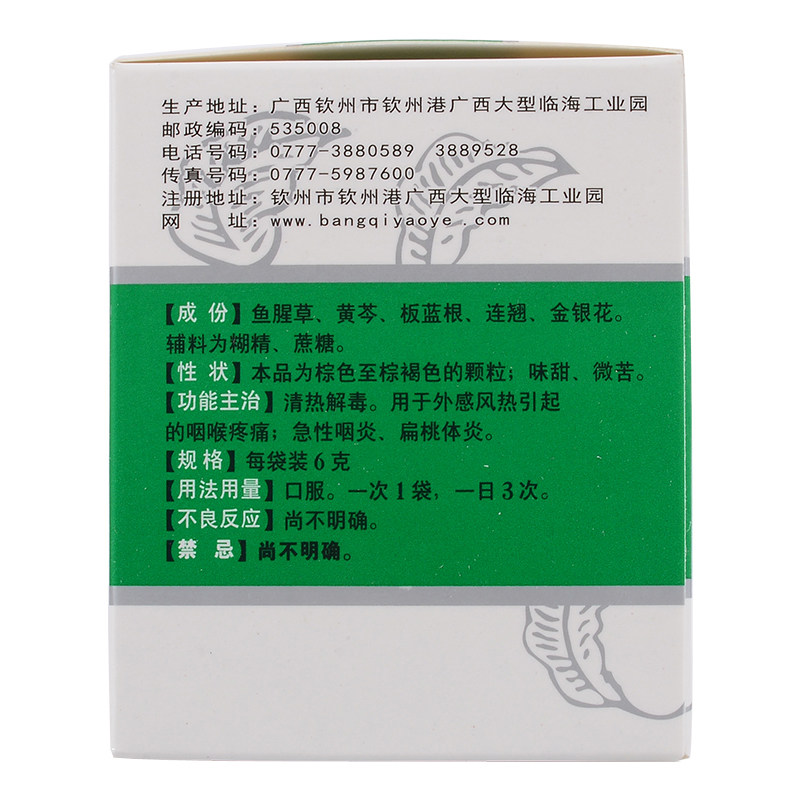 生产地址：广西钦州市钦州港广西大型临海工业园
邮政编码：535008
电话号码：0777-3880589 3889528
传真号码：0777-5987600
注册地址：钦州市钦州港广西大型临海工业园
网 址：www.bangqiyaoye.com
【成份】鱼腥草、黄芩、板蓝根、连翘、金银花。
辅料为糊精、蔗糖。
【性状】本品为棕色至棕褐色的颗粒；味甜、微苦。
【功能主治】清热解毒。用于外感风热引起
的咽喉疼痛；急性咽炎、扁桃体炎。
【规格】每袋装6克
【用法用量】口服。一次1袋，一日3次。
【不良反应】尚不明确。
【禁忌】尚不明确。